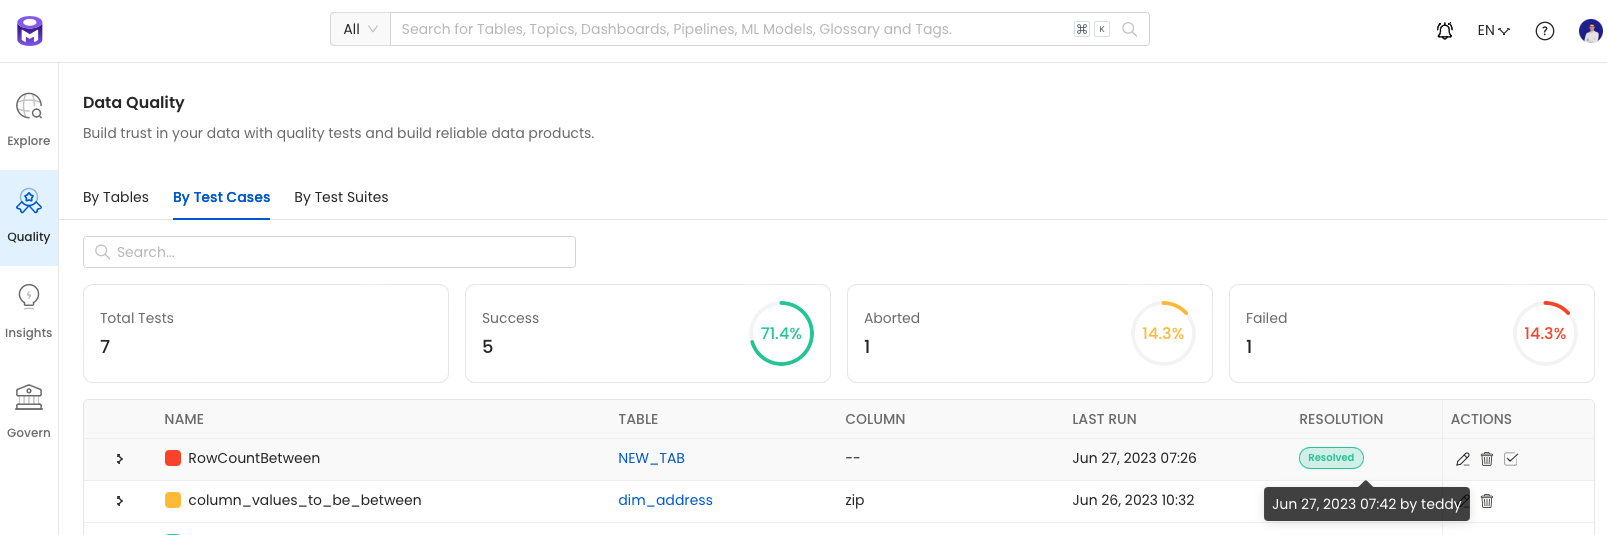 All Search for Tables, Topics, Dashboards, Pipelines, ML Models, Glossary and Tags. ⌘ K EN ?
Explore
Quality
Insights
Govern
Data Quality
Build trust in your data with quality tests and build reliable data products.
By Tables By Test Cases By Test Suites
Search...
Total Tests
7
Success
5
71.4%
Aborted
1
14.3%
Failed
1
14.3%
NAME TABLE COLUMN LAST RUN RESOLUTION ACTIONS
RowCountBetween NEW_TAB -- Jun 27, 2023 07:26 Resolved
column_values_to_be_between dim_address zip Jun 26, 2023 10:32
Jun 27, 2023 07:42 by teddy